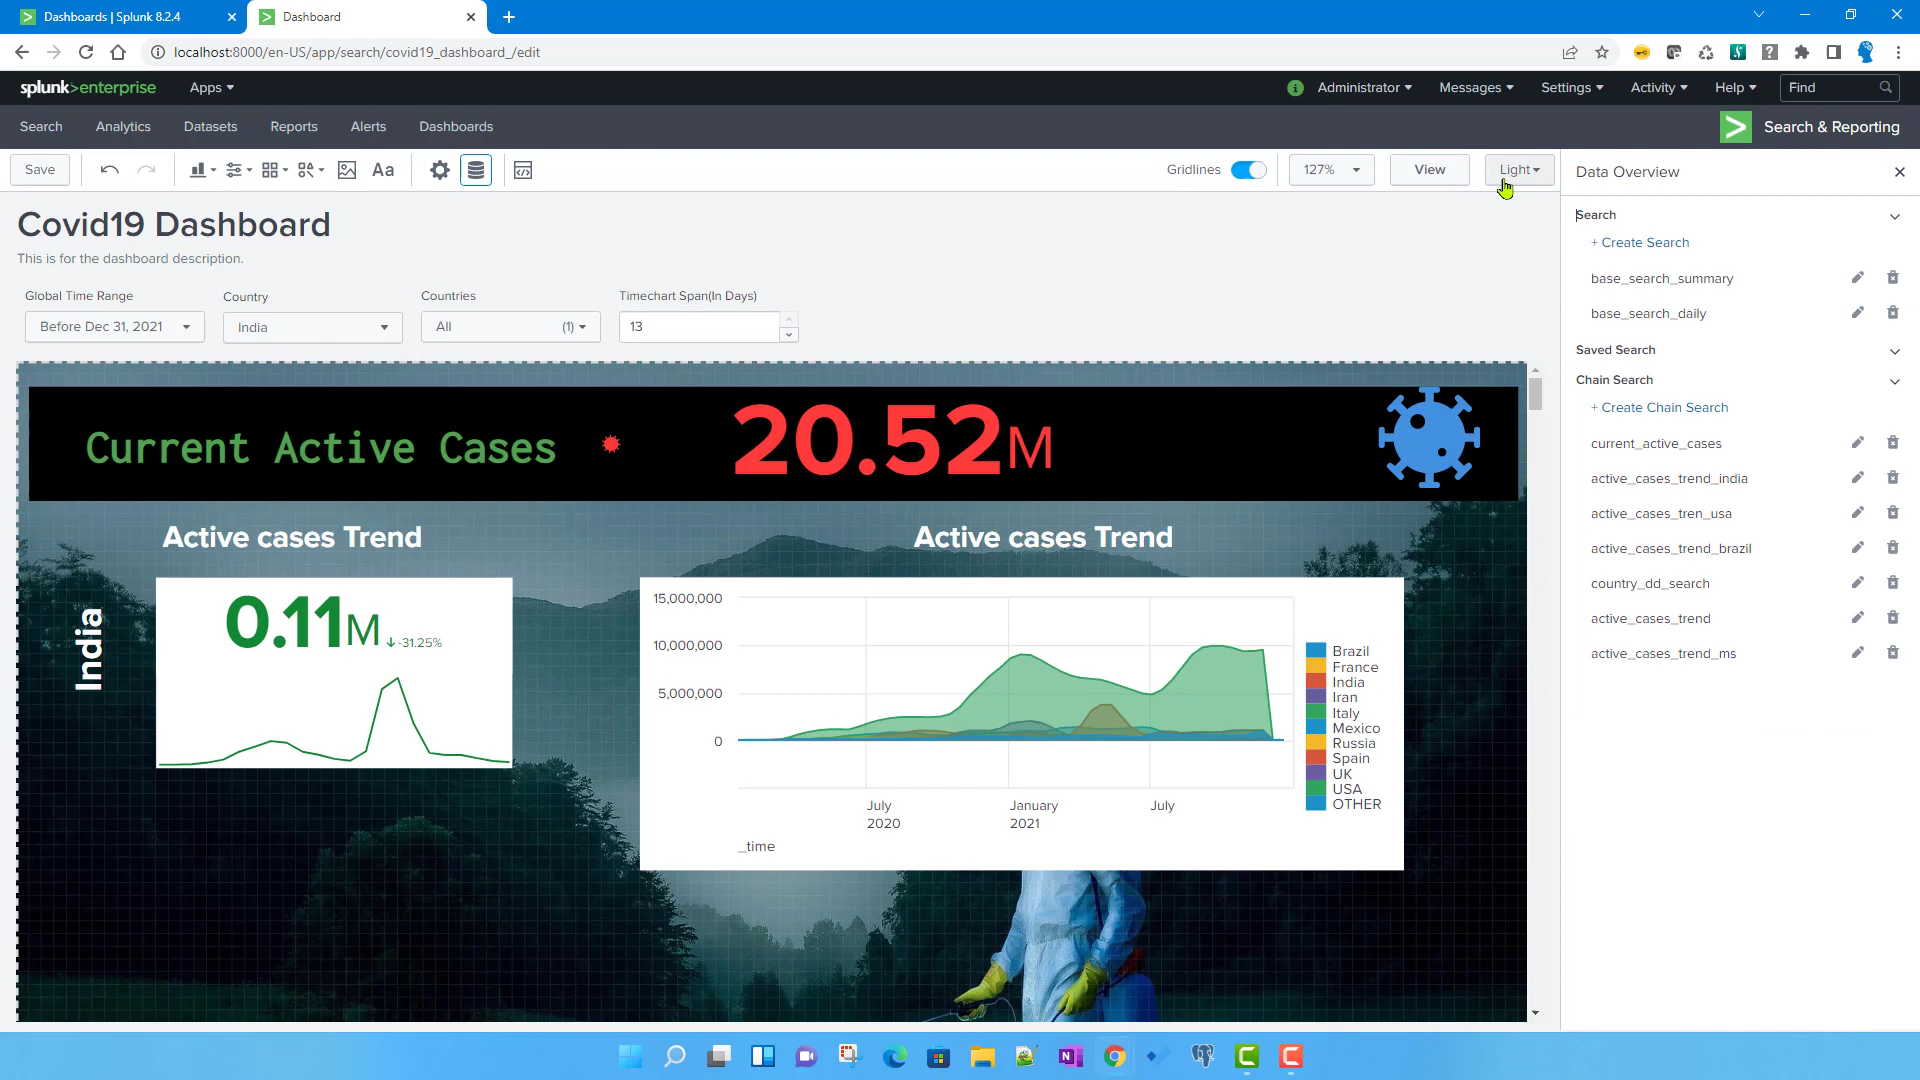 Dashboards | Splunk 8.2.4
Dashboard
localhost:8000/en-US/app/search/covid19_dashboard_/edit
splunk>enterprise
Apps
Administrator
Messages
Settings
Activity
Help
Find
Search
Analytics
Datasets
Reports
Alerts
Dashboards
Search & Reporting
Save
Aa
Gridlines
127%
View
Light
Data Overview
Covid19 Dashboard
This is for the dashboard description.
Global Time Range
Before Dec 31, 2021
Country
India
Countries
All (1)
Timechart Span(In Days)
13
Current Active Cases
20.52M
Active cases Trend
India
0.11M
-31.25%
Active cases Trend
15,000,000
10,000,000
5,000,000
0
July
2020
January
2021
July
_time
Brazil
France
India
Iran
Italy
Mexico
Russia
Spain
UK
USA
OTHER
Search
+ Create Search
base_search_summary
base_search_daily
Saved Search
Chain Search
+ Create Chain Search
current_active_cases
active_cases_trend_india
active_cases_tren_usa
active_cases_trend_brazil
country_dd_search
active_cases_trend
active_cases_trend_ms